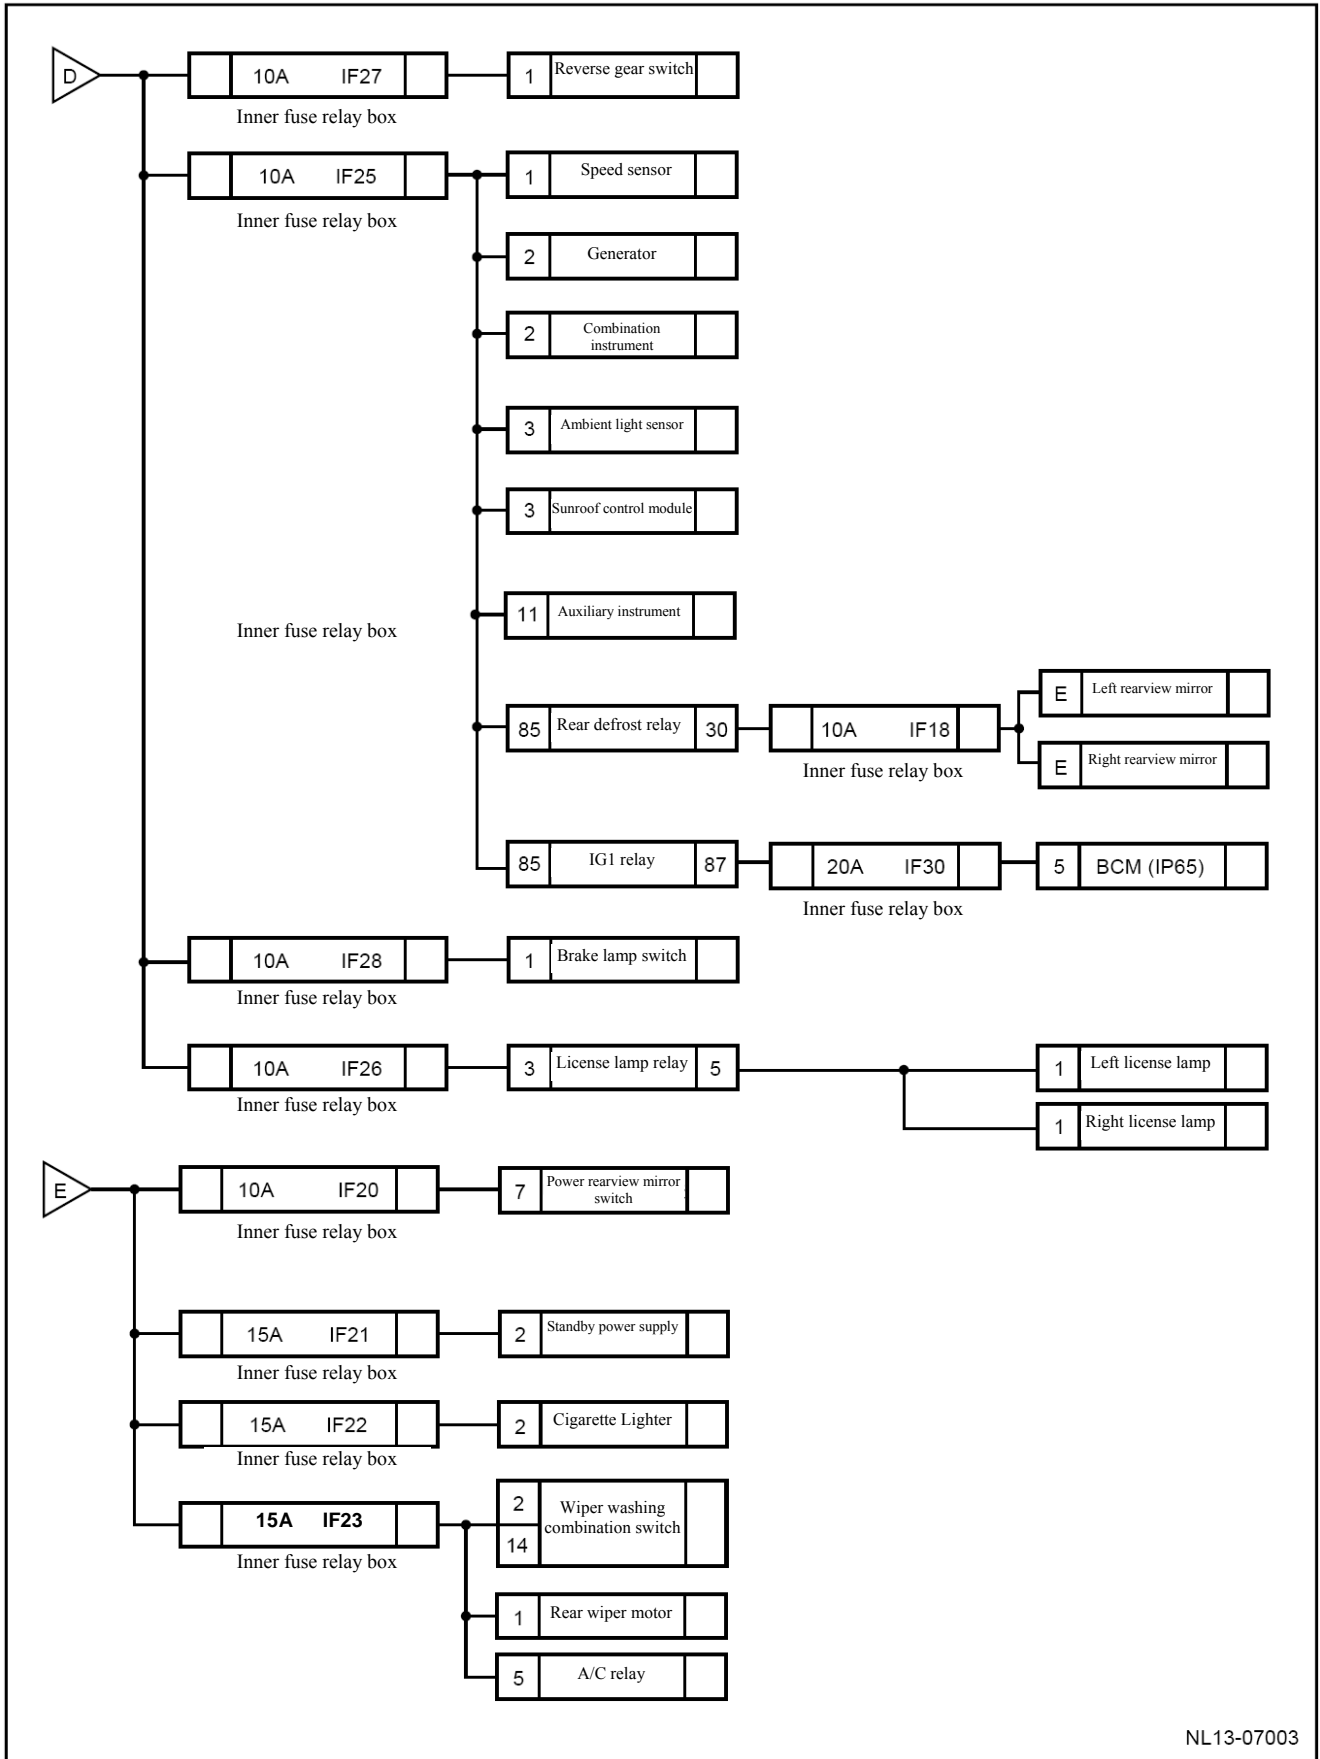 D
10A IF27
1 Reverse gear switch
Inner fuse relay box
10A IF25
1 Speed sensor
Inner fuse relay box
2 Generator
2 Combination
instrument
3 Ambient light sensor
3 Sunroof control module
11 Auxiliary instrument
Inner fuse relay box
85 Rear defrost relay 30
10A IF18
Inner fuse relay box
E Left rearview mirror
E Right rearview mirror
85 IG1 relay 87
20A IF30
5 BCM (IP65)
Inner fuse relay box
10A IF28
1 Brake lamp switch
Inner fuse relay box
10A IF26
3 License lamp relay 5
1 Left license lamp
Inner fuse relay box
1 Right license lamp
E
10A IF20
7 Power rearview mirror
switch
Inner fuse relay box
15A IF21
2 Standby power supply
Inner fuse relay box
15A IF22
2 Cigarette Lighter
Inner fuse relay box
15A IF23
2
14
Wiper washing
combination switch
Inner fuse relay box
1 Rear wiper motor
5 A/C relay
NL13-07003